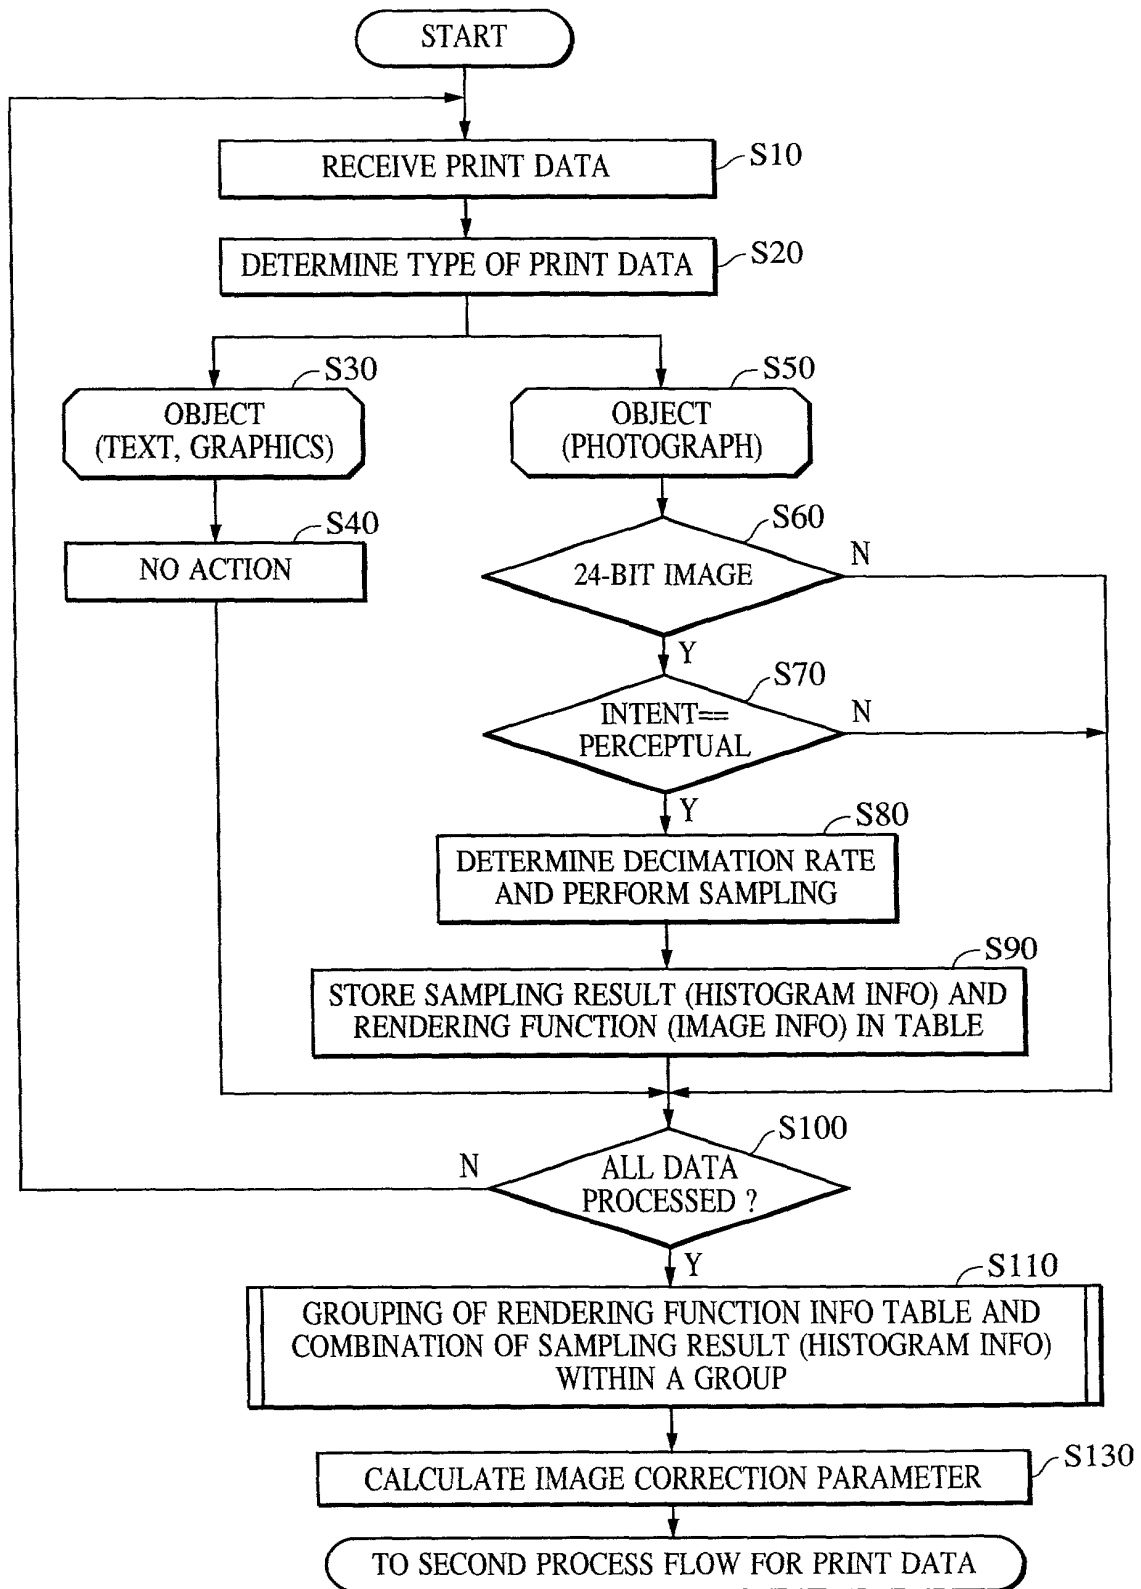 START
RECEIVE PRINT DATA
S10
DETERMINE TYPE OF PRINT DATA
S20
S30
OBJECT
(TEXT, GRAPHICS)
S50
OBJECT
(PHOTOGRAPH)
S40
NO ACTION
S60
24-BIT IMAGE
N
Y
S70
INTENT==
PERCEPTUAL
N
Y
S80
DETERMINE DECIMATION RATE
AND PERFORM SAMPLING
S90
STORE SAMPLING RESULT (HISTOGRAM INFO) AND
RENDERING FUNCTION (IMAGE INFO) IN TABLE
S100
ALL DATA
PROCESSED ?
N
Y
S110
GROUPING OF RENDERING FUNCTION INFO TABLE AND
COMBINATION OF SAMPLING RESULT (HISTOGRAM INFO)
WITHIN A GROUP
S130
CALCULATE IMAGE CORRECTION PARAMETER
TO SECOND PROCESS FLOW FOR PRINT DATA